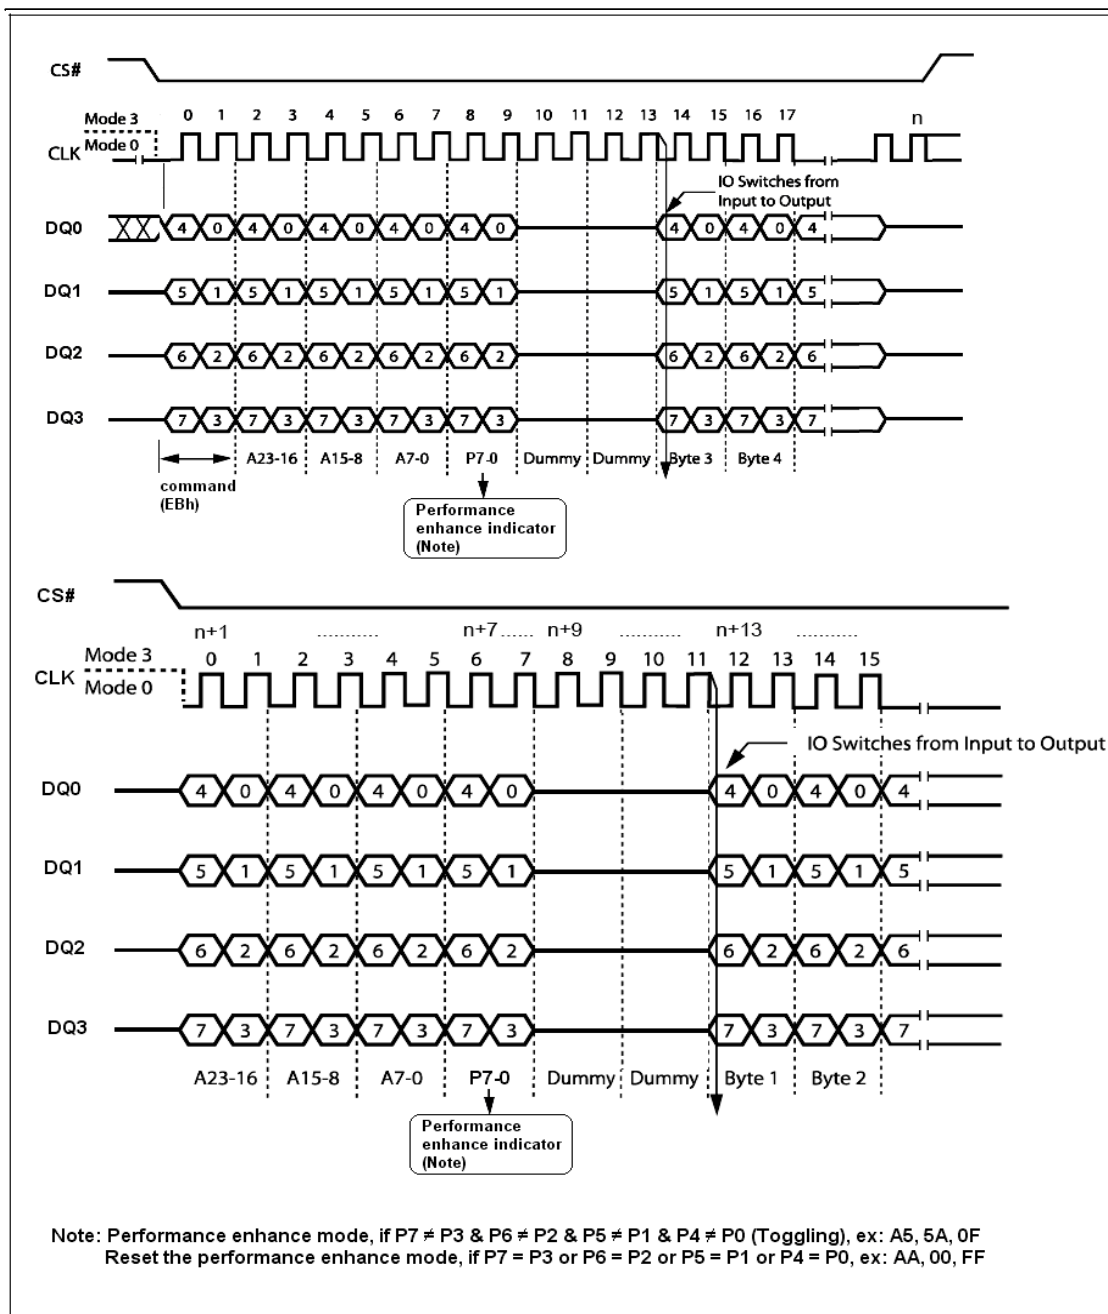 CS#
0 1 2 3 4 5 6 7 8 9 10 11 12 13 14 15 16 17 n
Mode 3
Mode 0
CLK
IO Switches from
Input to Output
DQ0 4 0 4 0 4 0 4 0 4 0 4 0 4 0 4
DQ1 5 1 5 1 5 1 5 1 5 1 5 1 5 1 5
DQ2 6 2 6 2 6 2 6 2 6 2 6 2 6 2 6
DQ3 7 3 7 3 7 3 7 3 7 3 7 3 7 3 7
A23-16 A15-8 A7-0 P7-0 Dummy Dummy Byte 3 Byte 4
command
(EBh)
Performance
enhance indicator
(Note)
CS#
n+1 ............ n+7 ...... n+9 ............ n+13 ............
Mode 3
0 1 2 3 4 5 6 7 8 9 10 11 12 13 14 15
CLK
Mode 0
IO Switches from Input to Output
DQ0 4 0 4 0 4 0 4 0 4 0 4 0 4
DQ1 5 1 5 1 5 1 5 1 5 1 5 1 5
DQ2 6 2 6 2 6 2 6 2 6 2 6 2 6
DQ3 7 3 7 3 7 3 7 3 7 3 7 3 7
A23-16 A15-8 A7-0 P7-0 Dummy Dummy Byte 1 Byte 2
Performance
enhance indicator
(Note)
Note: Performance enhance mode, if P7 ≠ P3 & P6 ≠ P2 & P5 ≠ P1 & P4 ≠ P0 (Toggling), ex: A5, 5A, 0F
Reset the performance enhance mode, if P7 = P3 or P6 = P2 or P5 = P1 or P4 = P0, ex: AA, 00, FF